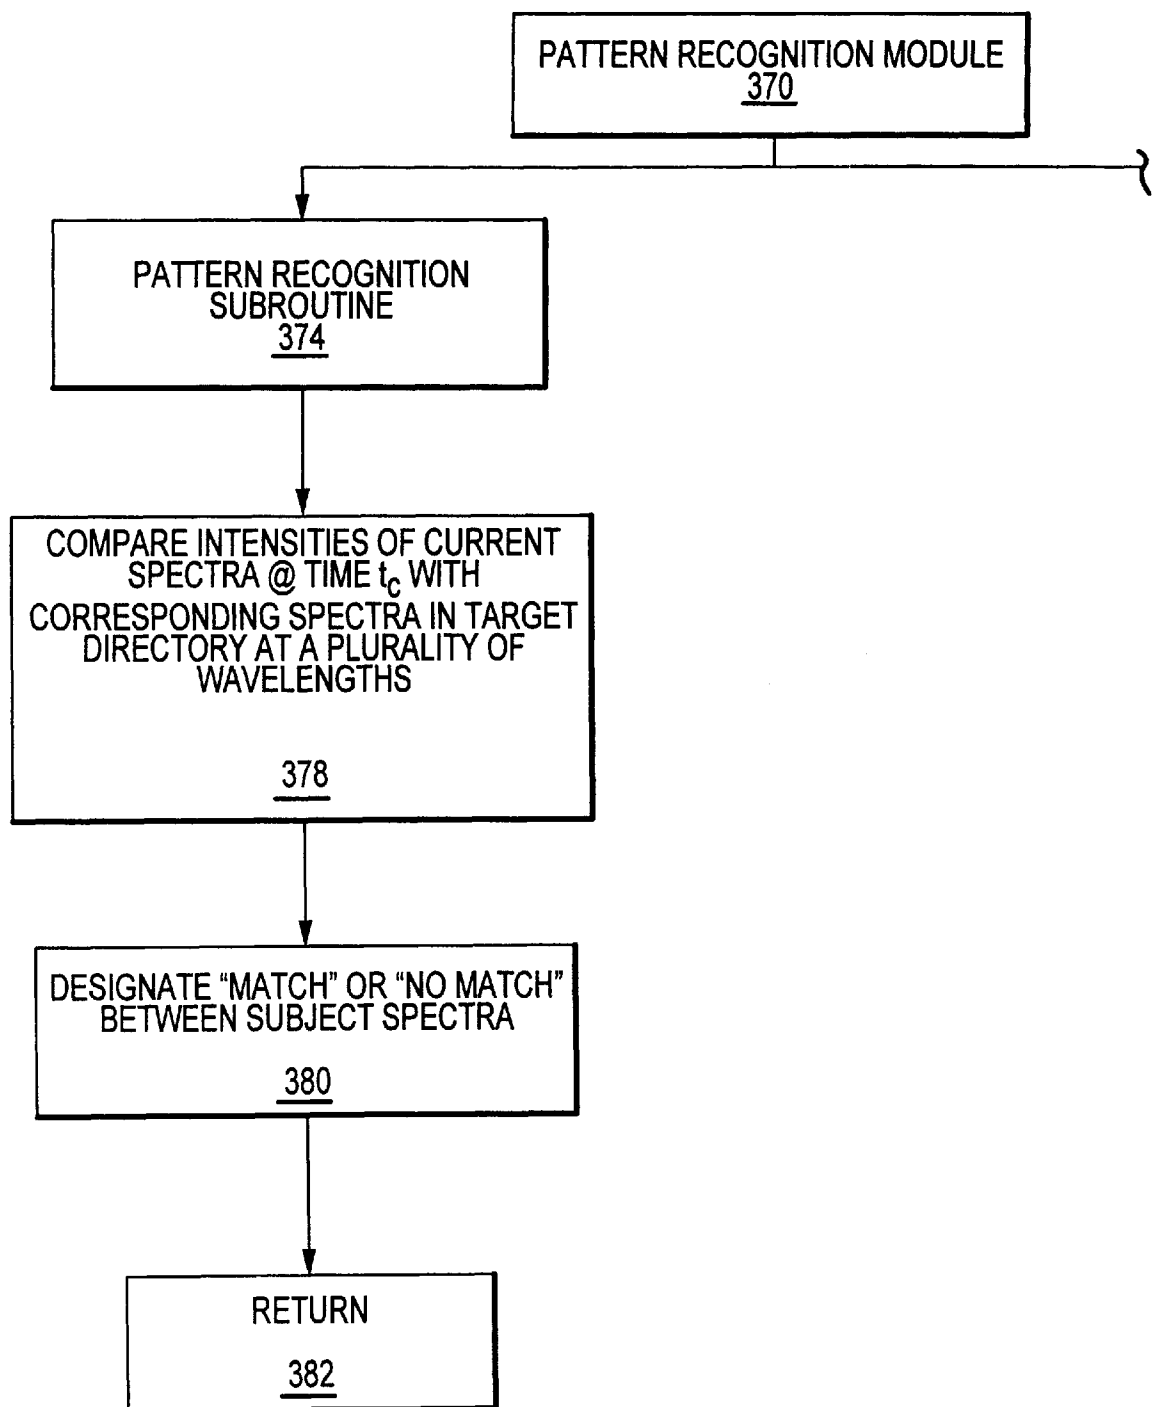 PATTERN RECOGNITION MODULE
370
PATTERN RECOGNITION
SUBROUTINE
374
COMPARE INTENSITIES OF CURRENT
SPECTRA @ TIME tc WITH
CORRESPONDING SPECTRA IN TARGET
DIRECTORY AT A PLURALITY OF
WAVELENGTHS
378
DESIGNATE “MATCH” OR “NO MATCH”
BETWEEN SUBJECT SPECTRA
380
RETURN
382